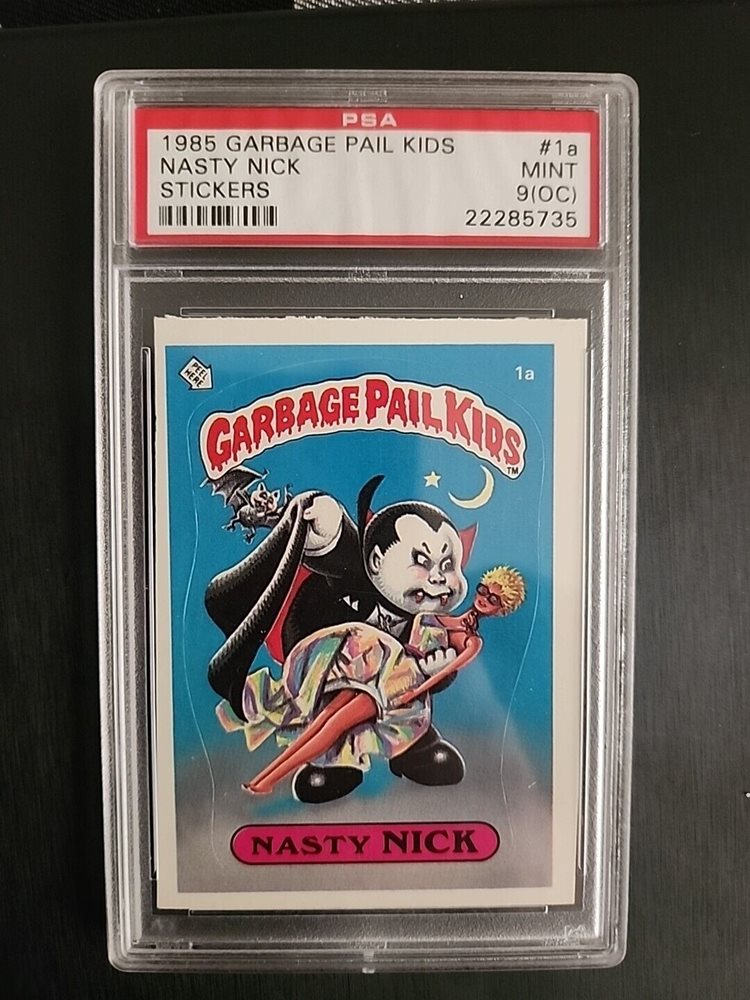 PSA
1985 GARBAGE PAIL KIDS #1a
NASTY NICK MINT
STICKERS 9(OC)
22285735
PEEL
HERE
1a
GARBAGE PAIL KIDS
TM
NASTY NICK